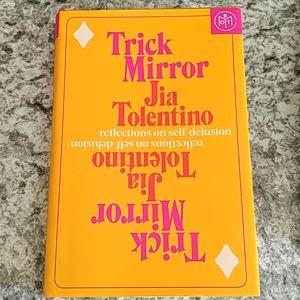 Trick
Mirror
Jia
Tolentino
reflections on self delusion
reflections on self delusion
Tolentino
Jia
Mirror
Trick